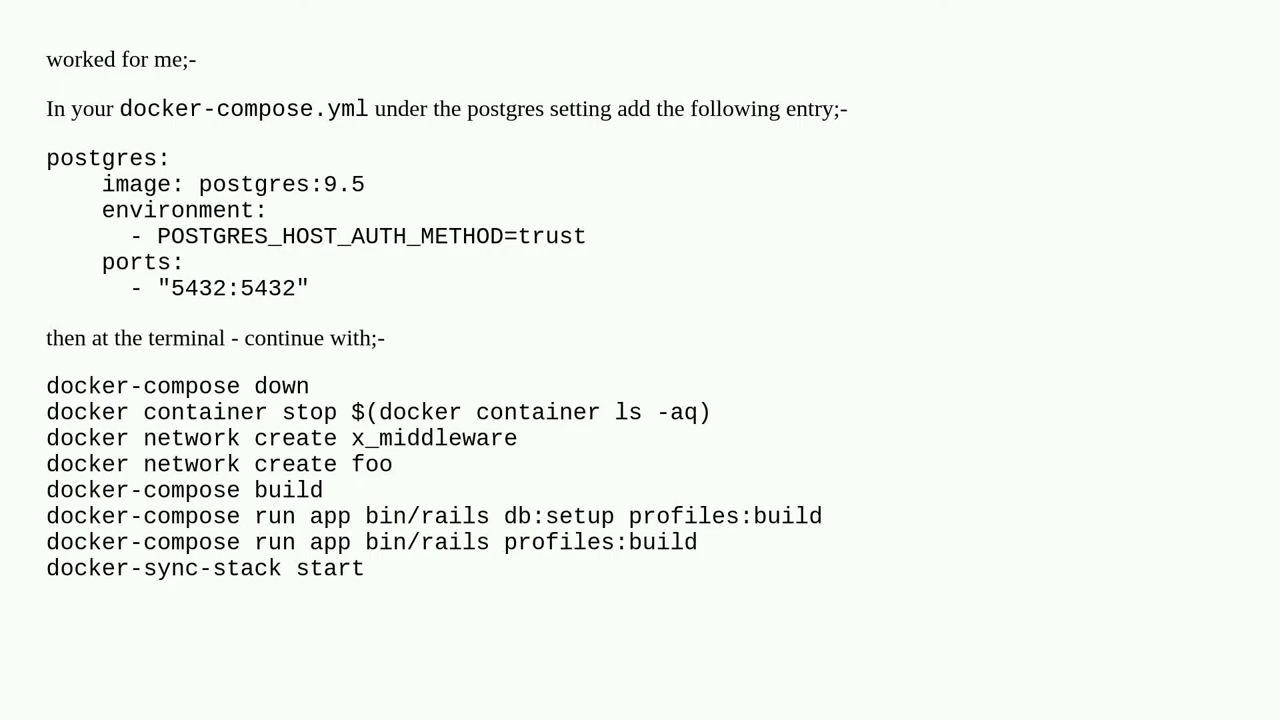 worked for me;-
In your docker-compose.yml under the postgres setting add the following entry;-
postgres:
    image: postgres:9.5
    environment:
      - POSTGRES_HOST_AUTH_METHOD=trust
    ports:
      - "5432:5432"
then at the terminal - continue with;-
docker-compose down
docker container stop $(docker container ls -aq)
docker network create x_middleware
docker network create foo
docker-compose build
docker-compose run app bin/rails db:setup profiles:build
docker-compose run app bin/rails profiles:build
docker-sync-stack start